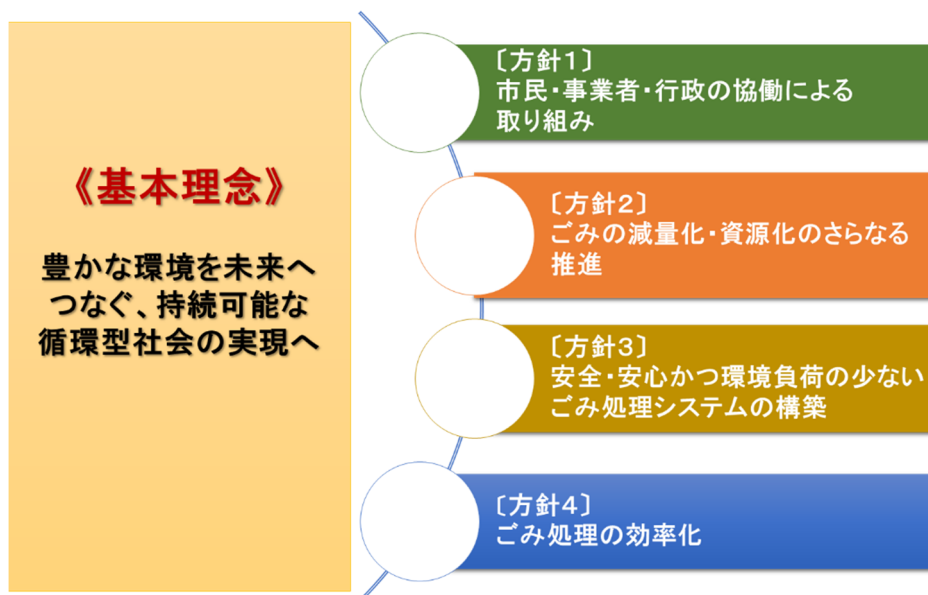 《基本理念》
豊かな環境を未来へ
つなぐ、持続可能な
循環型社会の実現へ
〔方針１〕
市民・事業者・行政の協働による
取り組み
〔方針２〕
ごみの減量化・資源化のさらなる
推進
〔方針３〕
安全・安心かつ環境負荷の少ない
ごみ処理システムの構築
〔方針４〕
ごみ処理の効率化